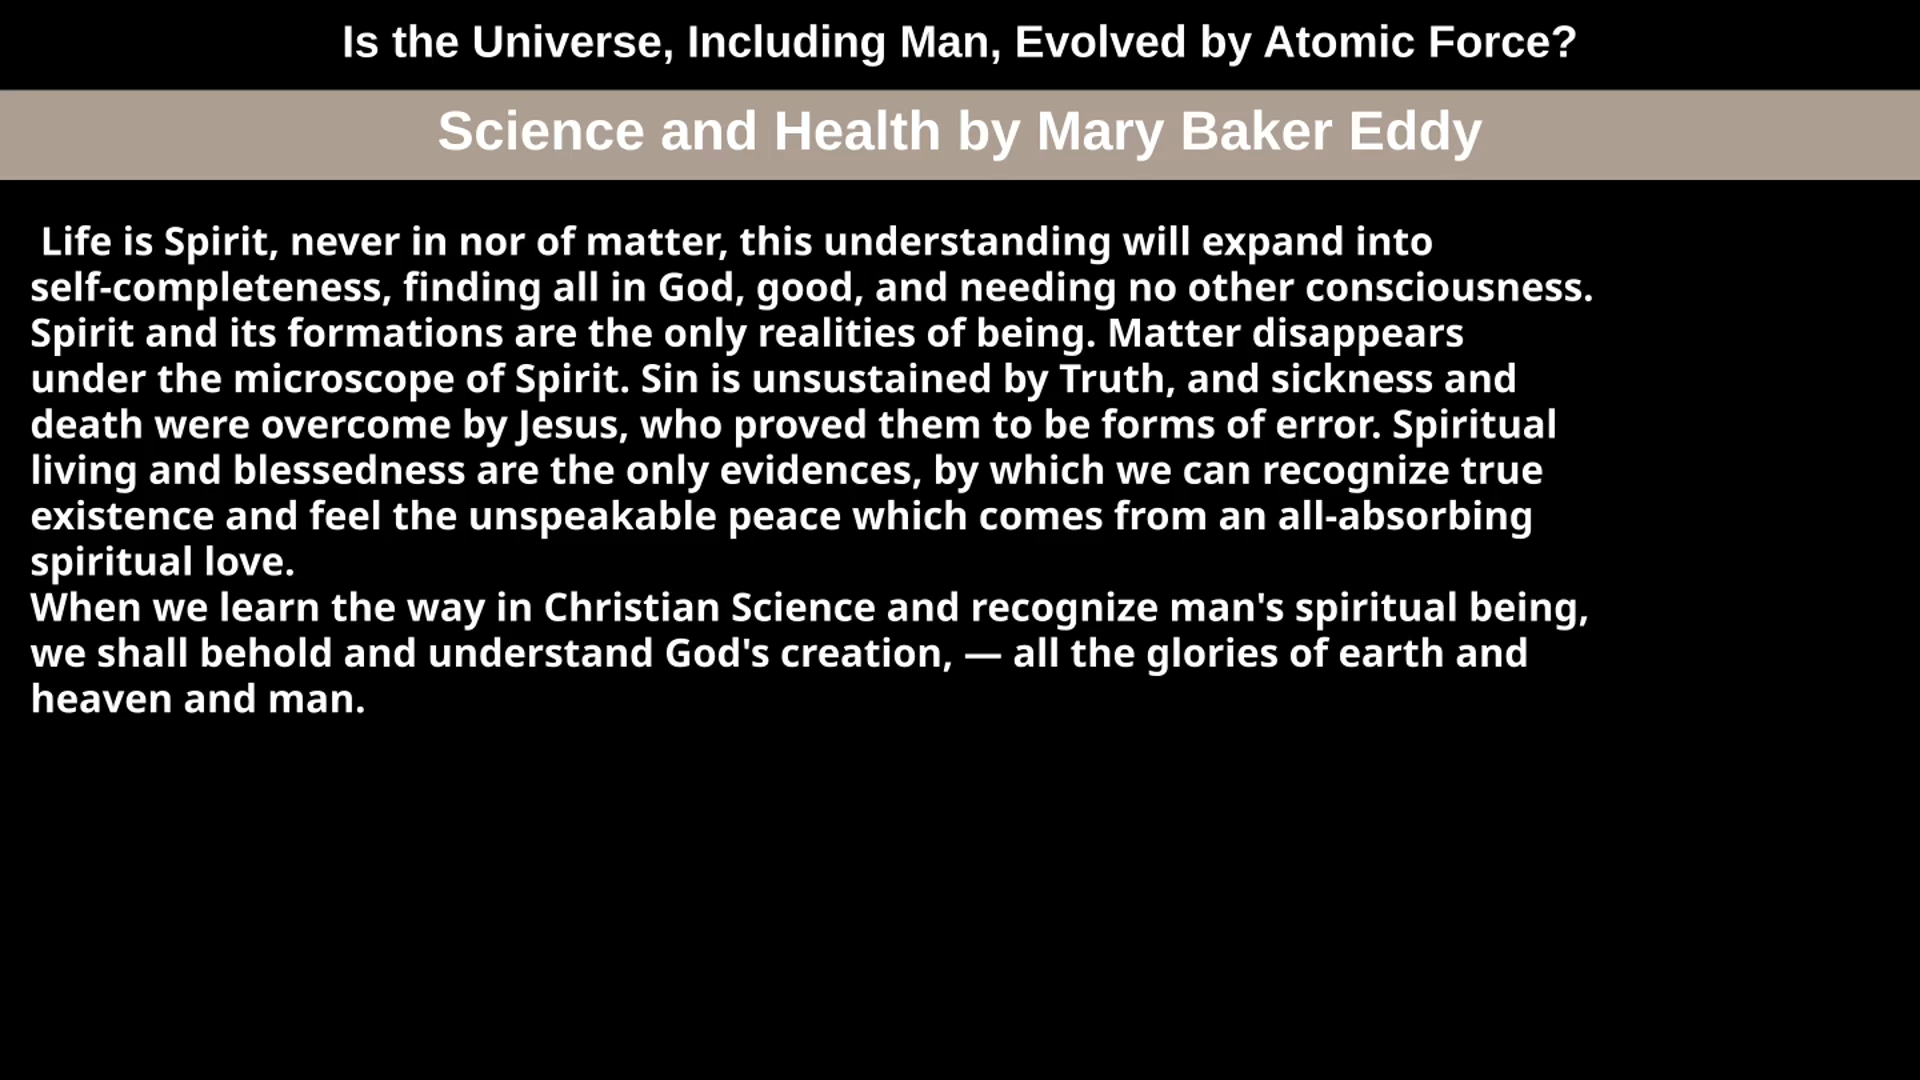 Is the Universe, Including Man, Evolved by Atomic Force?
Science and Health by Mary Baker Eddy
Life is Spirit, never in nor of matter, this understanding will expand into
self-completeness, finding all in God, good, and needing no other consciousness.
Spirit and its formations are the only realities of being. Matter disappears
under the microscope of Spirit. Sin is unsustained by Truth, and sickness and
death were overcome by Jesus, who proved them to be forms of error. Spiritual
living and blessedness are the only evidences, by which we can recognize true
existence and feel the unspeakable peace which comes from an all-absorbing
spiritual love.
When we learn the way in Christian Science and recognize man's spiritual being,
we shall behold and understand God's creation, — all the glories of earth and
heaven and man.